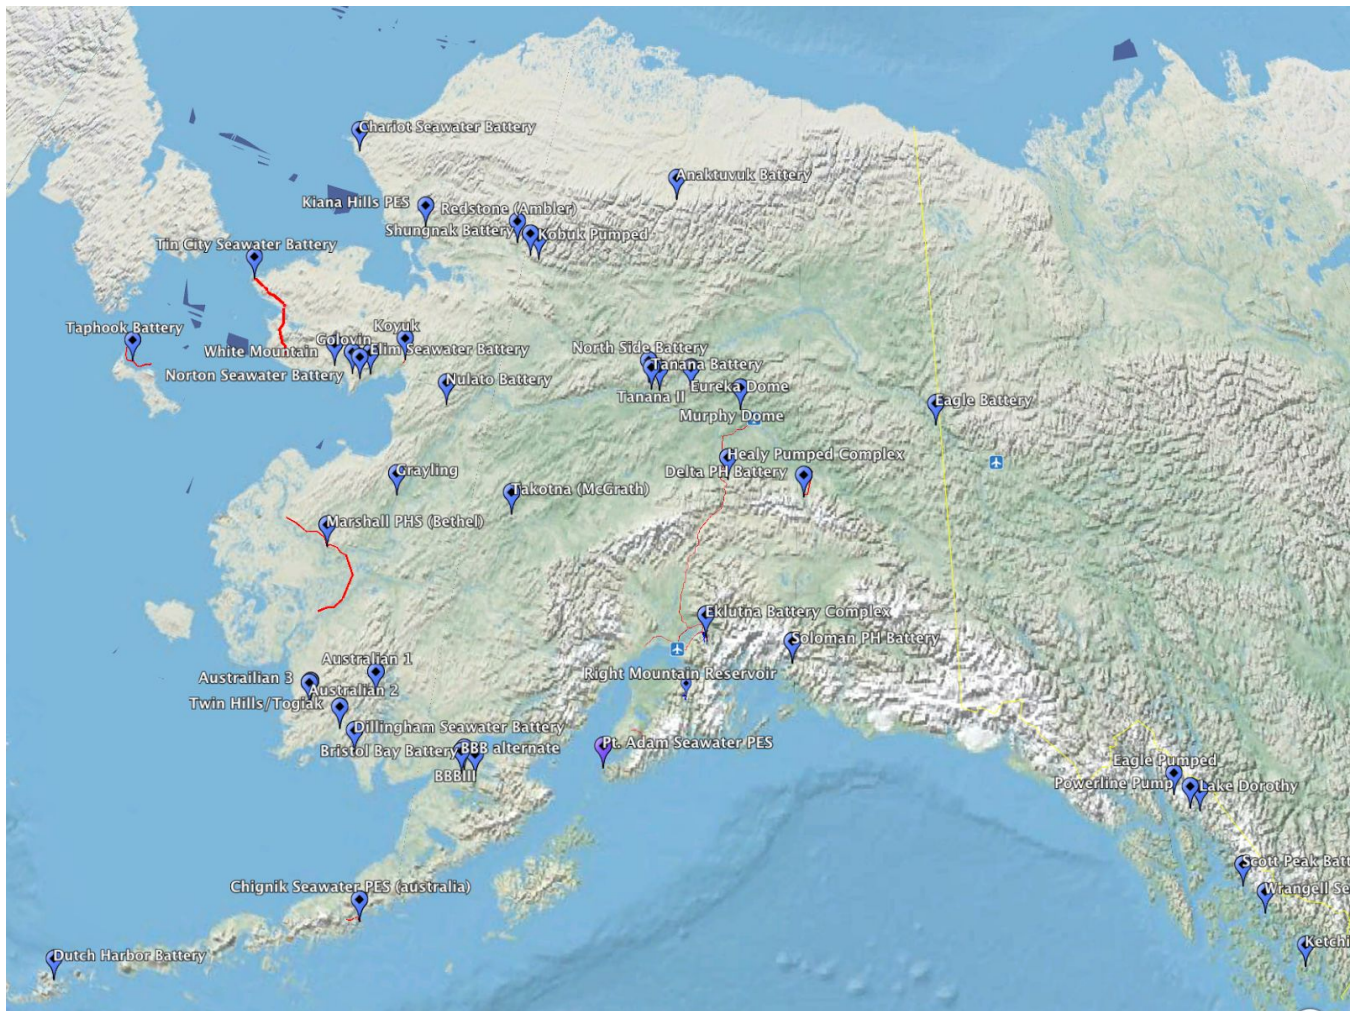 Chariot Seawater Battery
Anaktuvuk Battery
Kiana Hills PES
Redstone (Ambler)
Shungnak Battery
Kobuk Pumped
Tin City Seawater Battery
Taphook Battery
Koyuk
Golovin
White Mountain
Elim Seawater Battery
North Side Battery
Tanana Battery
Norton Seawater Battery
Nulato Battery
Eureka Dome
Tanana II
Eagle Battery
Murphy Dome
Healy Pumped Complex
Grayling
Delta PH Battery
Takotna (McGrath)
Marshall PHS (Bethel)
Eklutna Battery Complex
Soloman PH Battery
Australian 1
Right Mountain Reservoir
Austrailian 3
Australian 2
Twin Hills/Togiak
Dillingham Seawater Battery
Pt. Adam Seawater PES
Bristol Bay Battery
BBB alternate
Eagle Pumped
BBBIII
Powerline Pump
Lake Dorothy
Scott Peak Batt
Chignik Seawater PES (australia)
Wrangell Se
Ketchi
Dutch Harbor Battery